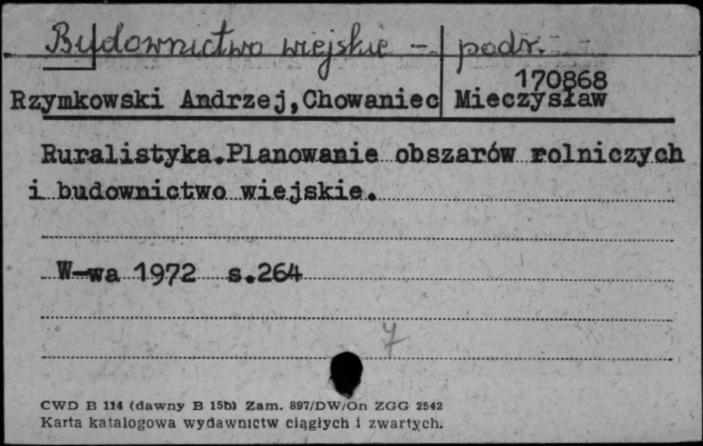 Budownictwo wiejskie - podr.
170868
Rzymkowski Andrzej,Chowaniec Mieczysław
Ruralistyka.Planowanie obszarów rolniczych
i budownictwo wiejskie.
W-wa 1972 s.264
7
CWD B 114 (dawny B 15b) Zam. 897/DW/On ZGG 2542
Karta katalogowa wydawnictw ciągłych i zwartych.